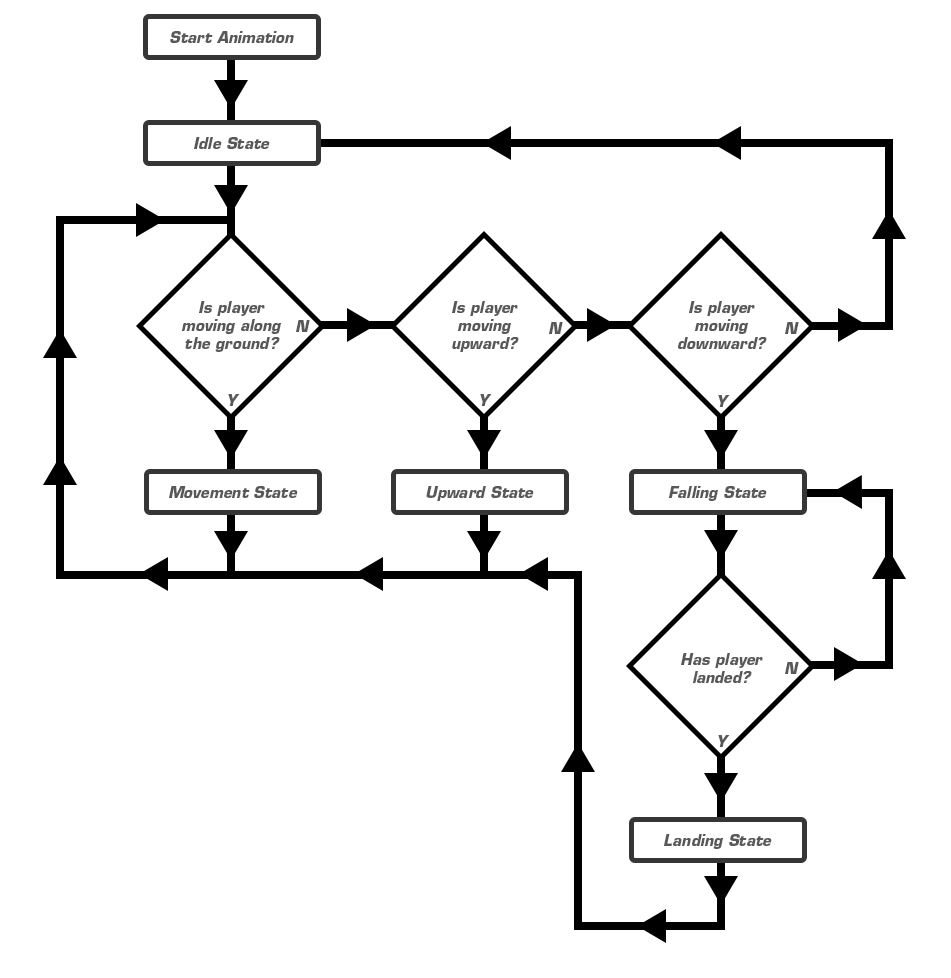 Start Animation
Idle State
Is player
moving along
the ground?
N
Y
Is player
moving
upward?
N
Y
Is player
moving
downward?
N
Y
Movement State
Upward State
Falling State
Has player
landed?
N
Y
Landing State